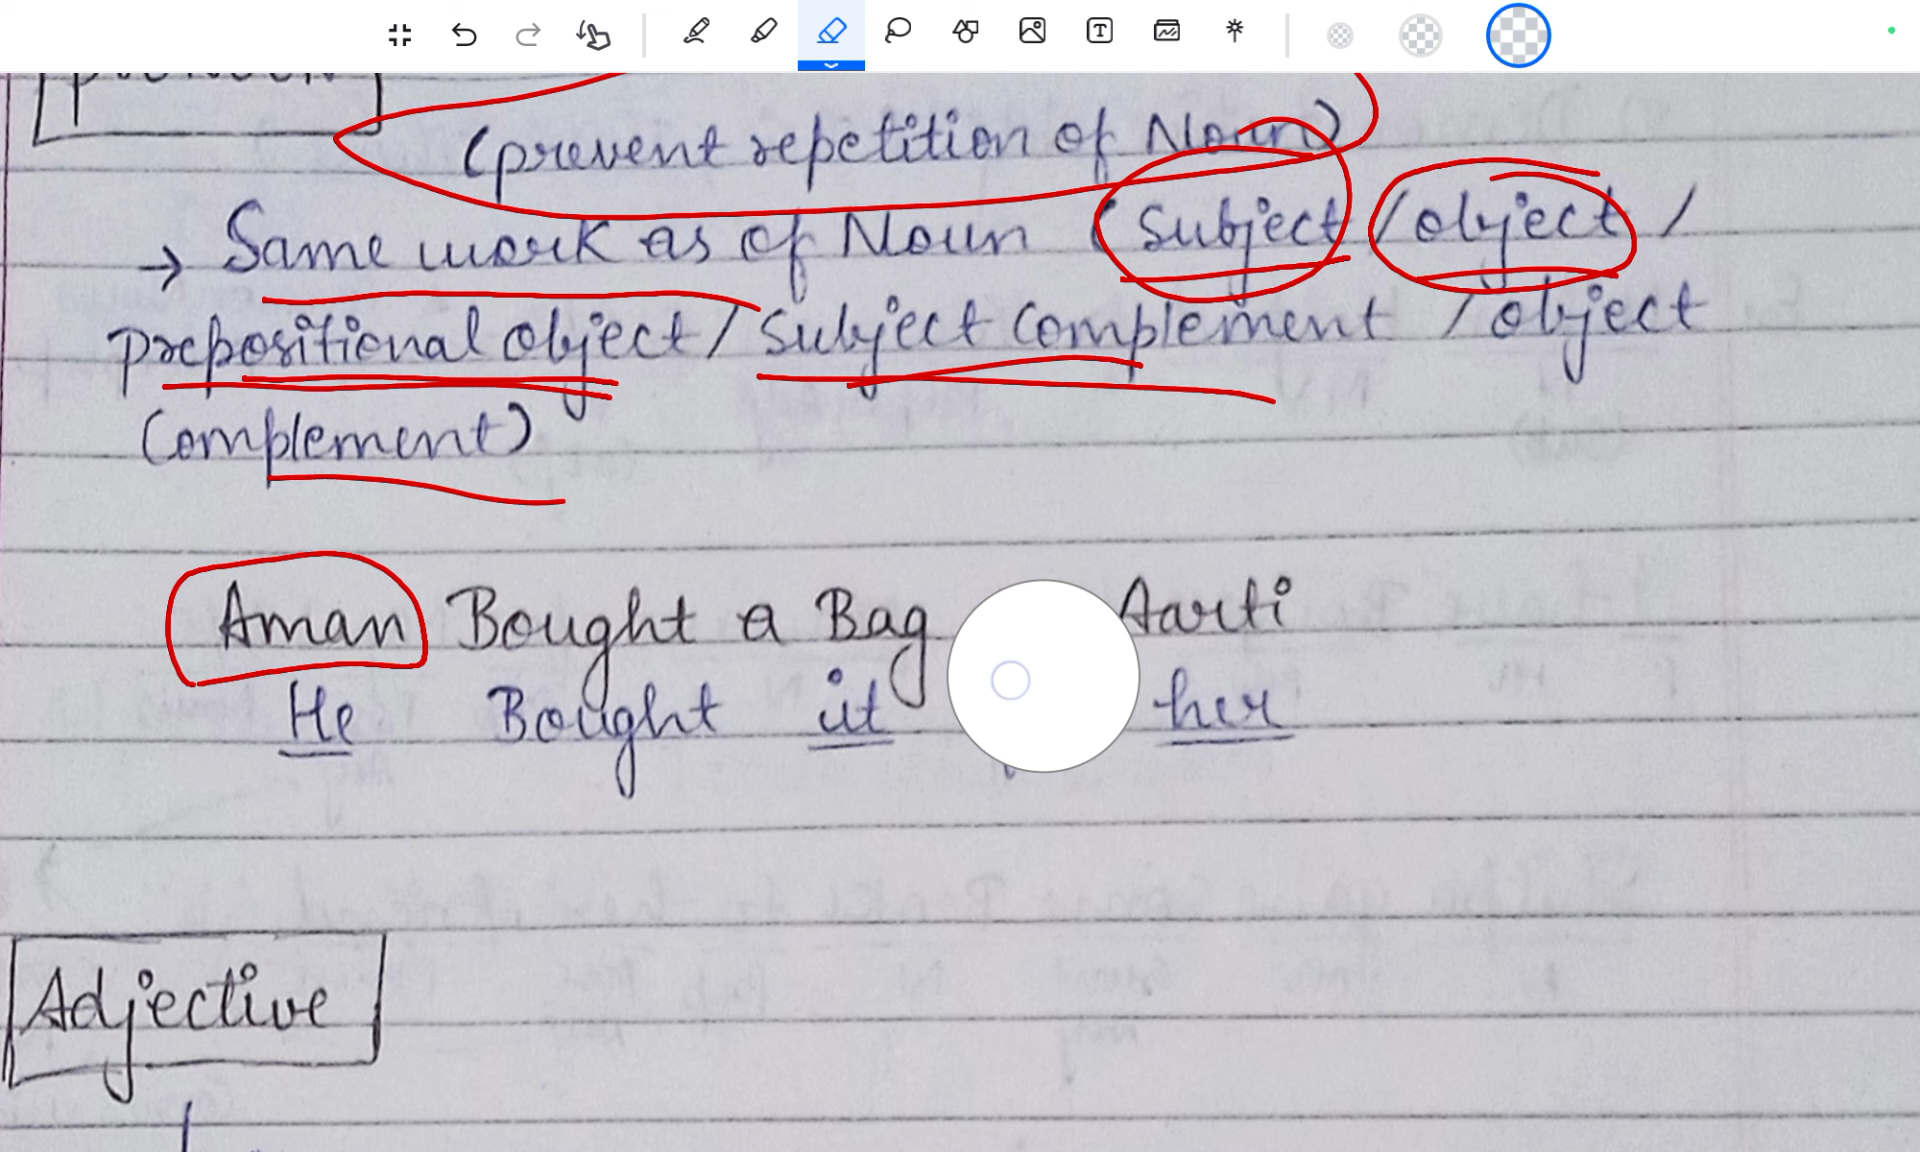 (prevent repetition of Noun)
→ Same work as of Noun (Subject / object /
prepositional object / Subject Complement / object
Complement)
Aman Bought a Bag Aarti
He Bought it her
Adjective